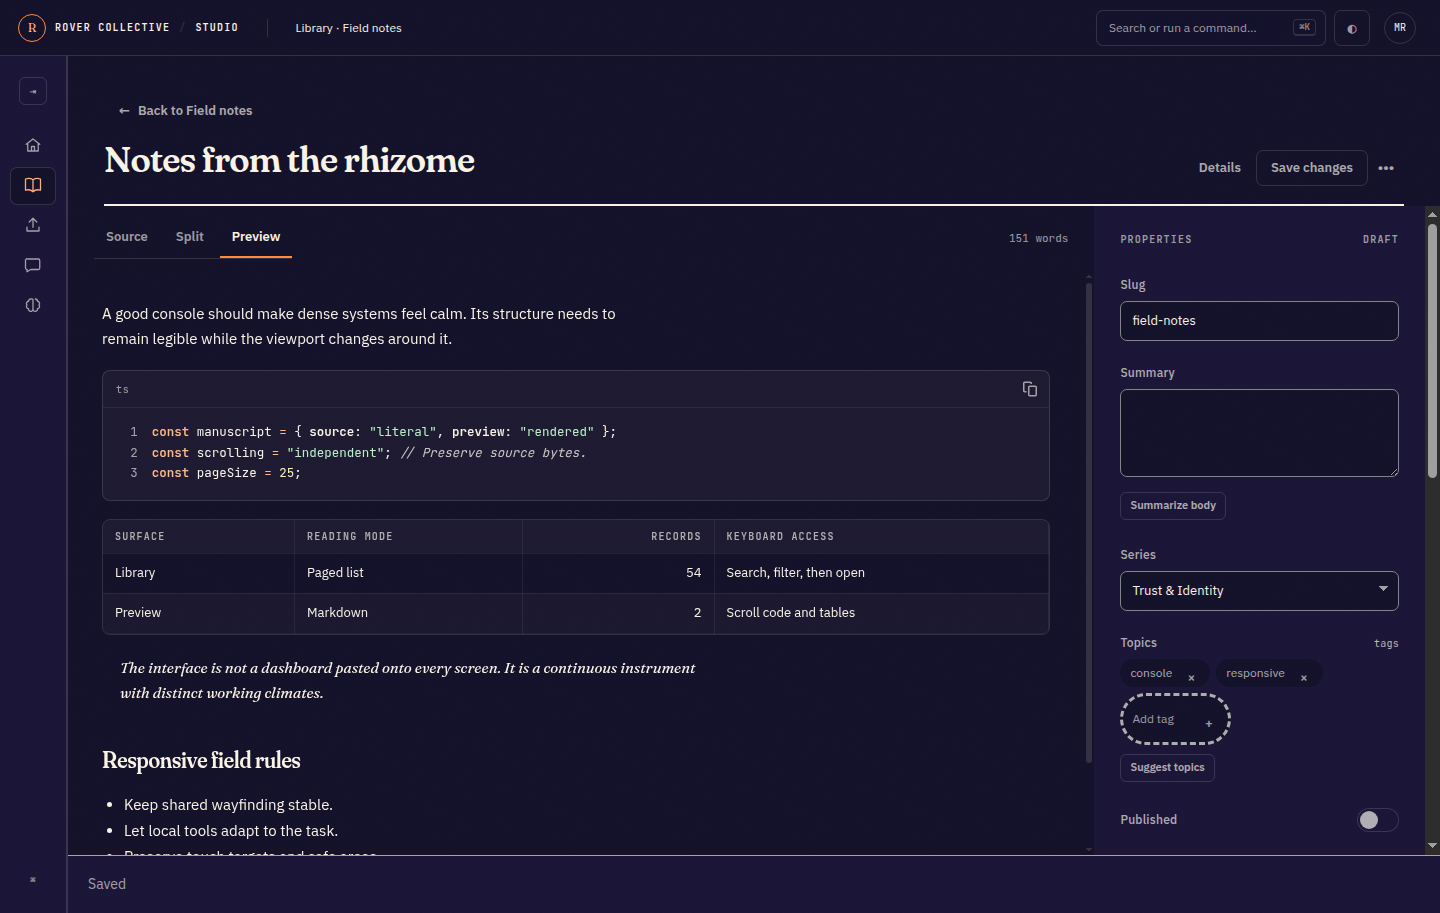 R ROVER COLLECTIVE / STUDIO Library · Field notes Search or run a command... ⌘K MR
← Back to Field notes
Notes from the rhizome
Details Save changes •••
Source Split Preview 151 words
A good console should make dense systems feel calm. Its structure needs to
remain legible while the viewport changes around it.
ts
1 const manuscript = { source: "literal", preview: "rendered" };
2 const scrolling = "independent"; // Preserve source bytes.
3 const pageSize = 25;
SURFACE READING MODE RECORDS KEYBOARD ACCESS
Library Paged list 54 Search, filter, then open
Preview Markdown 2 Scroll code and tables
The interface is not a dashboard pasted onto every screen. It is a continuous instrument
with distinct working climates.
Responsive field rules
• Keep shared wayfinding stable.
• Let local tools adapt to the task.
• Preserve touch targets and safe areas.
PROPERTIES DRAFT
Slug
field-notes
Summary
Summarize body
Series
Trust & Identity
Topics tags
console × responsive ×
Add tag +
Suggest topics
Published
⌘ Saved